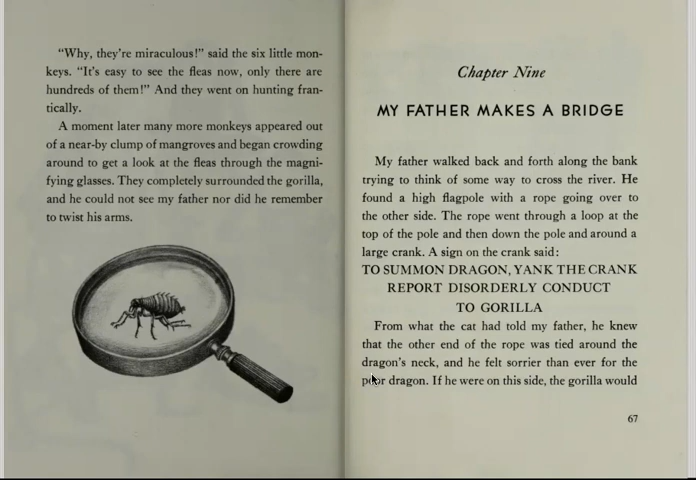 "Why, they're miraculous!" said the six little mon-
keys. "It's easy to see the fleas now, only there are
hundreds of them!" And they went on hunting fran-
tically.
A moment later many more monkeys appeared out
of a near-by clump of mangroves and began crowding
around to get a look at the fleas through the magni-
fying glasses. They completely surrounded the gorilla,
and he could not see my father nor did he remember
to twist his arms.
Chapter Nine
MY FATHER MAKES A BRIDGE
My father walked back and forth along the bank
trying to think of some way to cross the river. He
found a high flagpole with a rope going over to
the other side. The rope went through a loop at the
top of the pole and then down the pole and around a
large crank. A sign on the crank said:
TO SUMMON DRAGON, YANK THE CRANK
REPORT DISORDERLY CONDUCT
TO GORILLA
From what the cat had told my father, he knew
that the other end of the rope was tied around the
dragon's neck, and he felt sorrier than ever for the
poor dragon. If he were on this side, the gorilla would
67